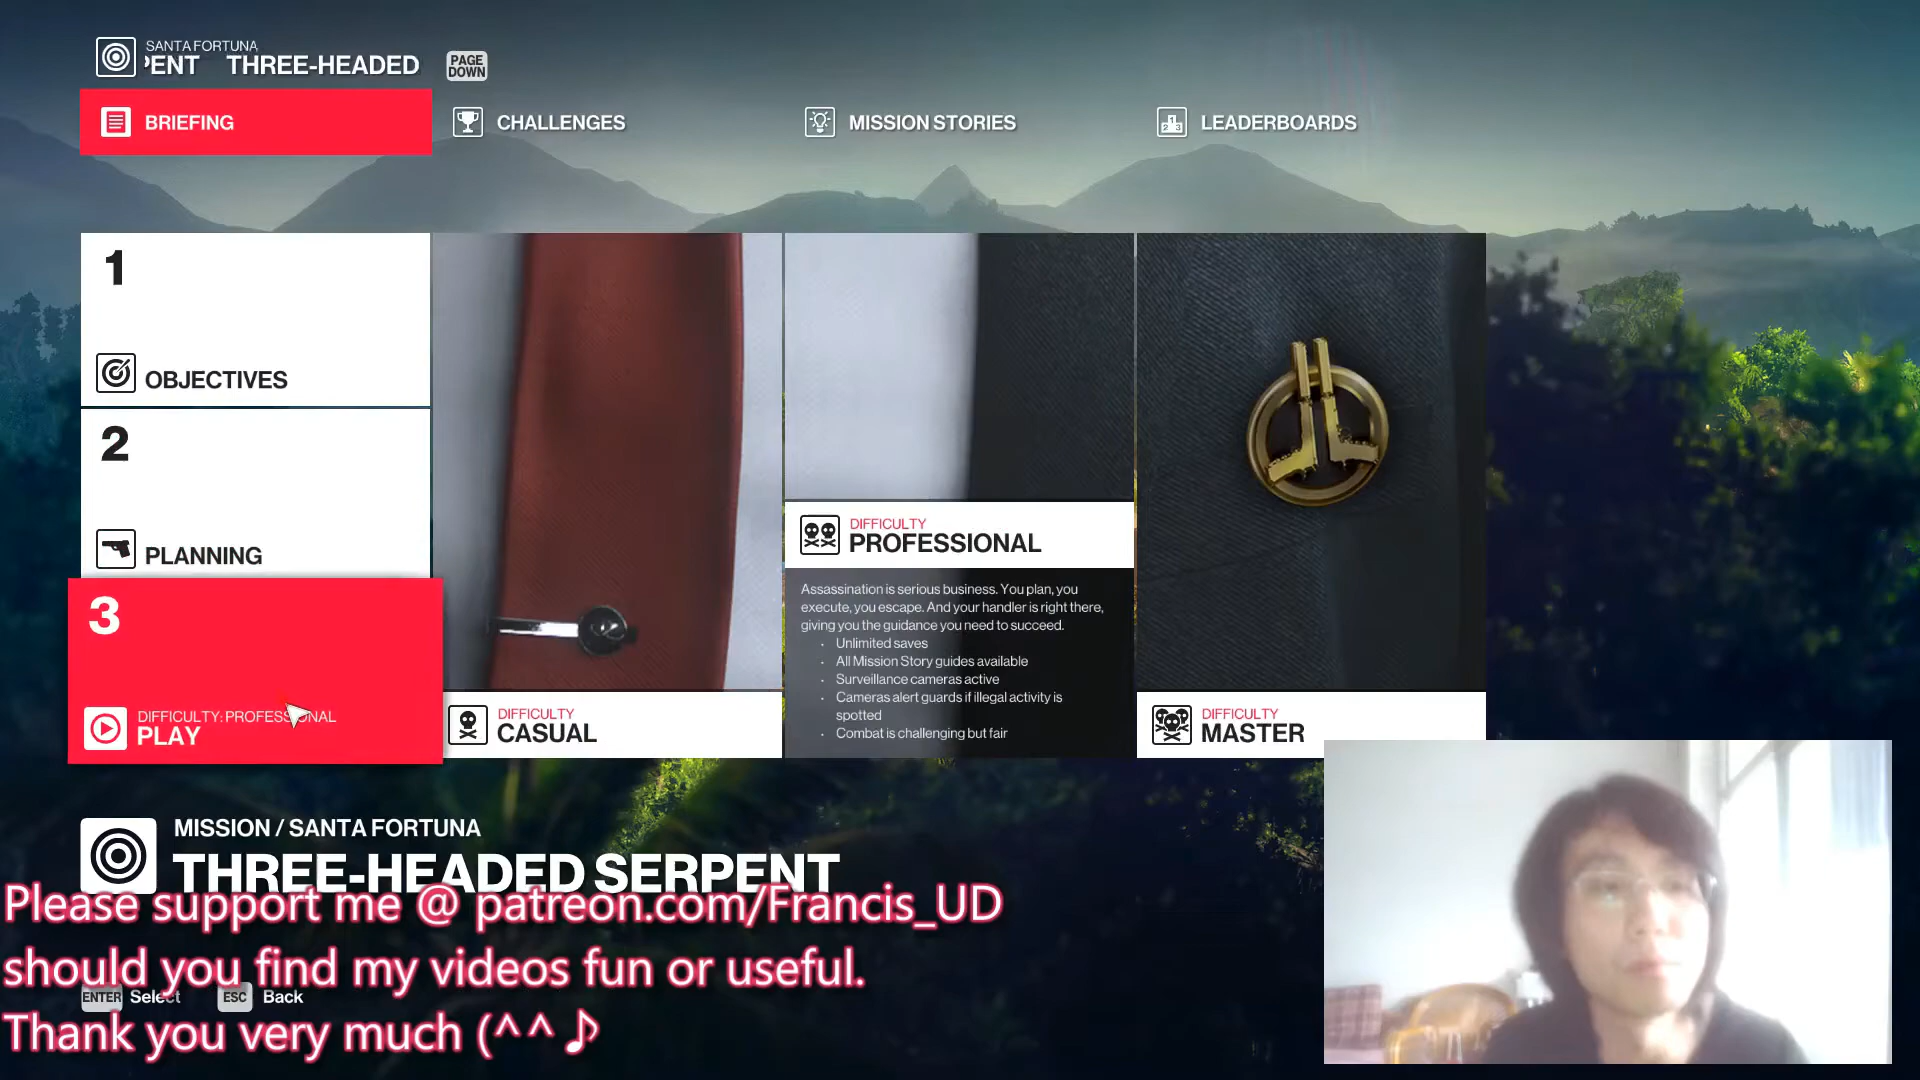 SANTA FORTUNA
PENT THREE-HEADED
PAGE
DOWN
BRIEFING
CHALLENGES
MISSION STORIES
LEADERBOARDS
1
OBJECTIVES
2
PLANNING
3
DIFFICULTY: PROFESSIONAL
PLAY
DIFFICULTY
CASUAL
DIFFICULTY
PROFESSIONAL
Assassination is serious business. You plan, you
execute, you escape. And your handler is right there,
giving you the guidance you need to succeed.
Unlimited saves
All Mission Story guides available
Surveillance cameras active
Cameras alert guards if illegal activity is
spotted
Combat is challenging but fair
DIFFICULTY
MASTER
MISSION / SANTA FORTUNA
THREE-HEADED SERPENT
Please support me @ patreon.com/Francis_UD
should you find my videos fun or useful.
ENTER Select ESC Back
Thank you very much (^^♪